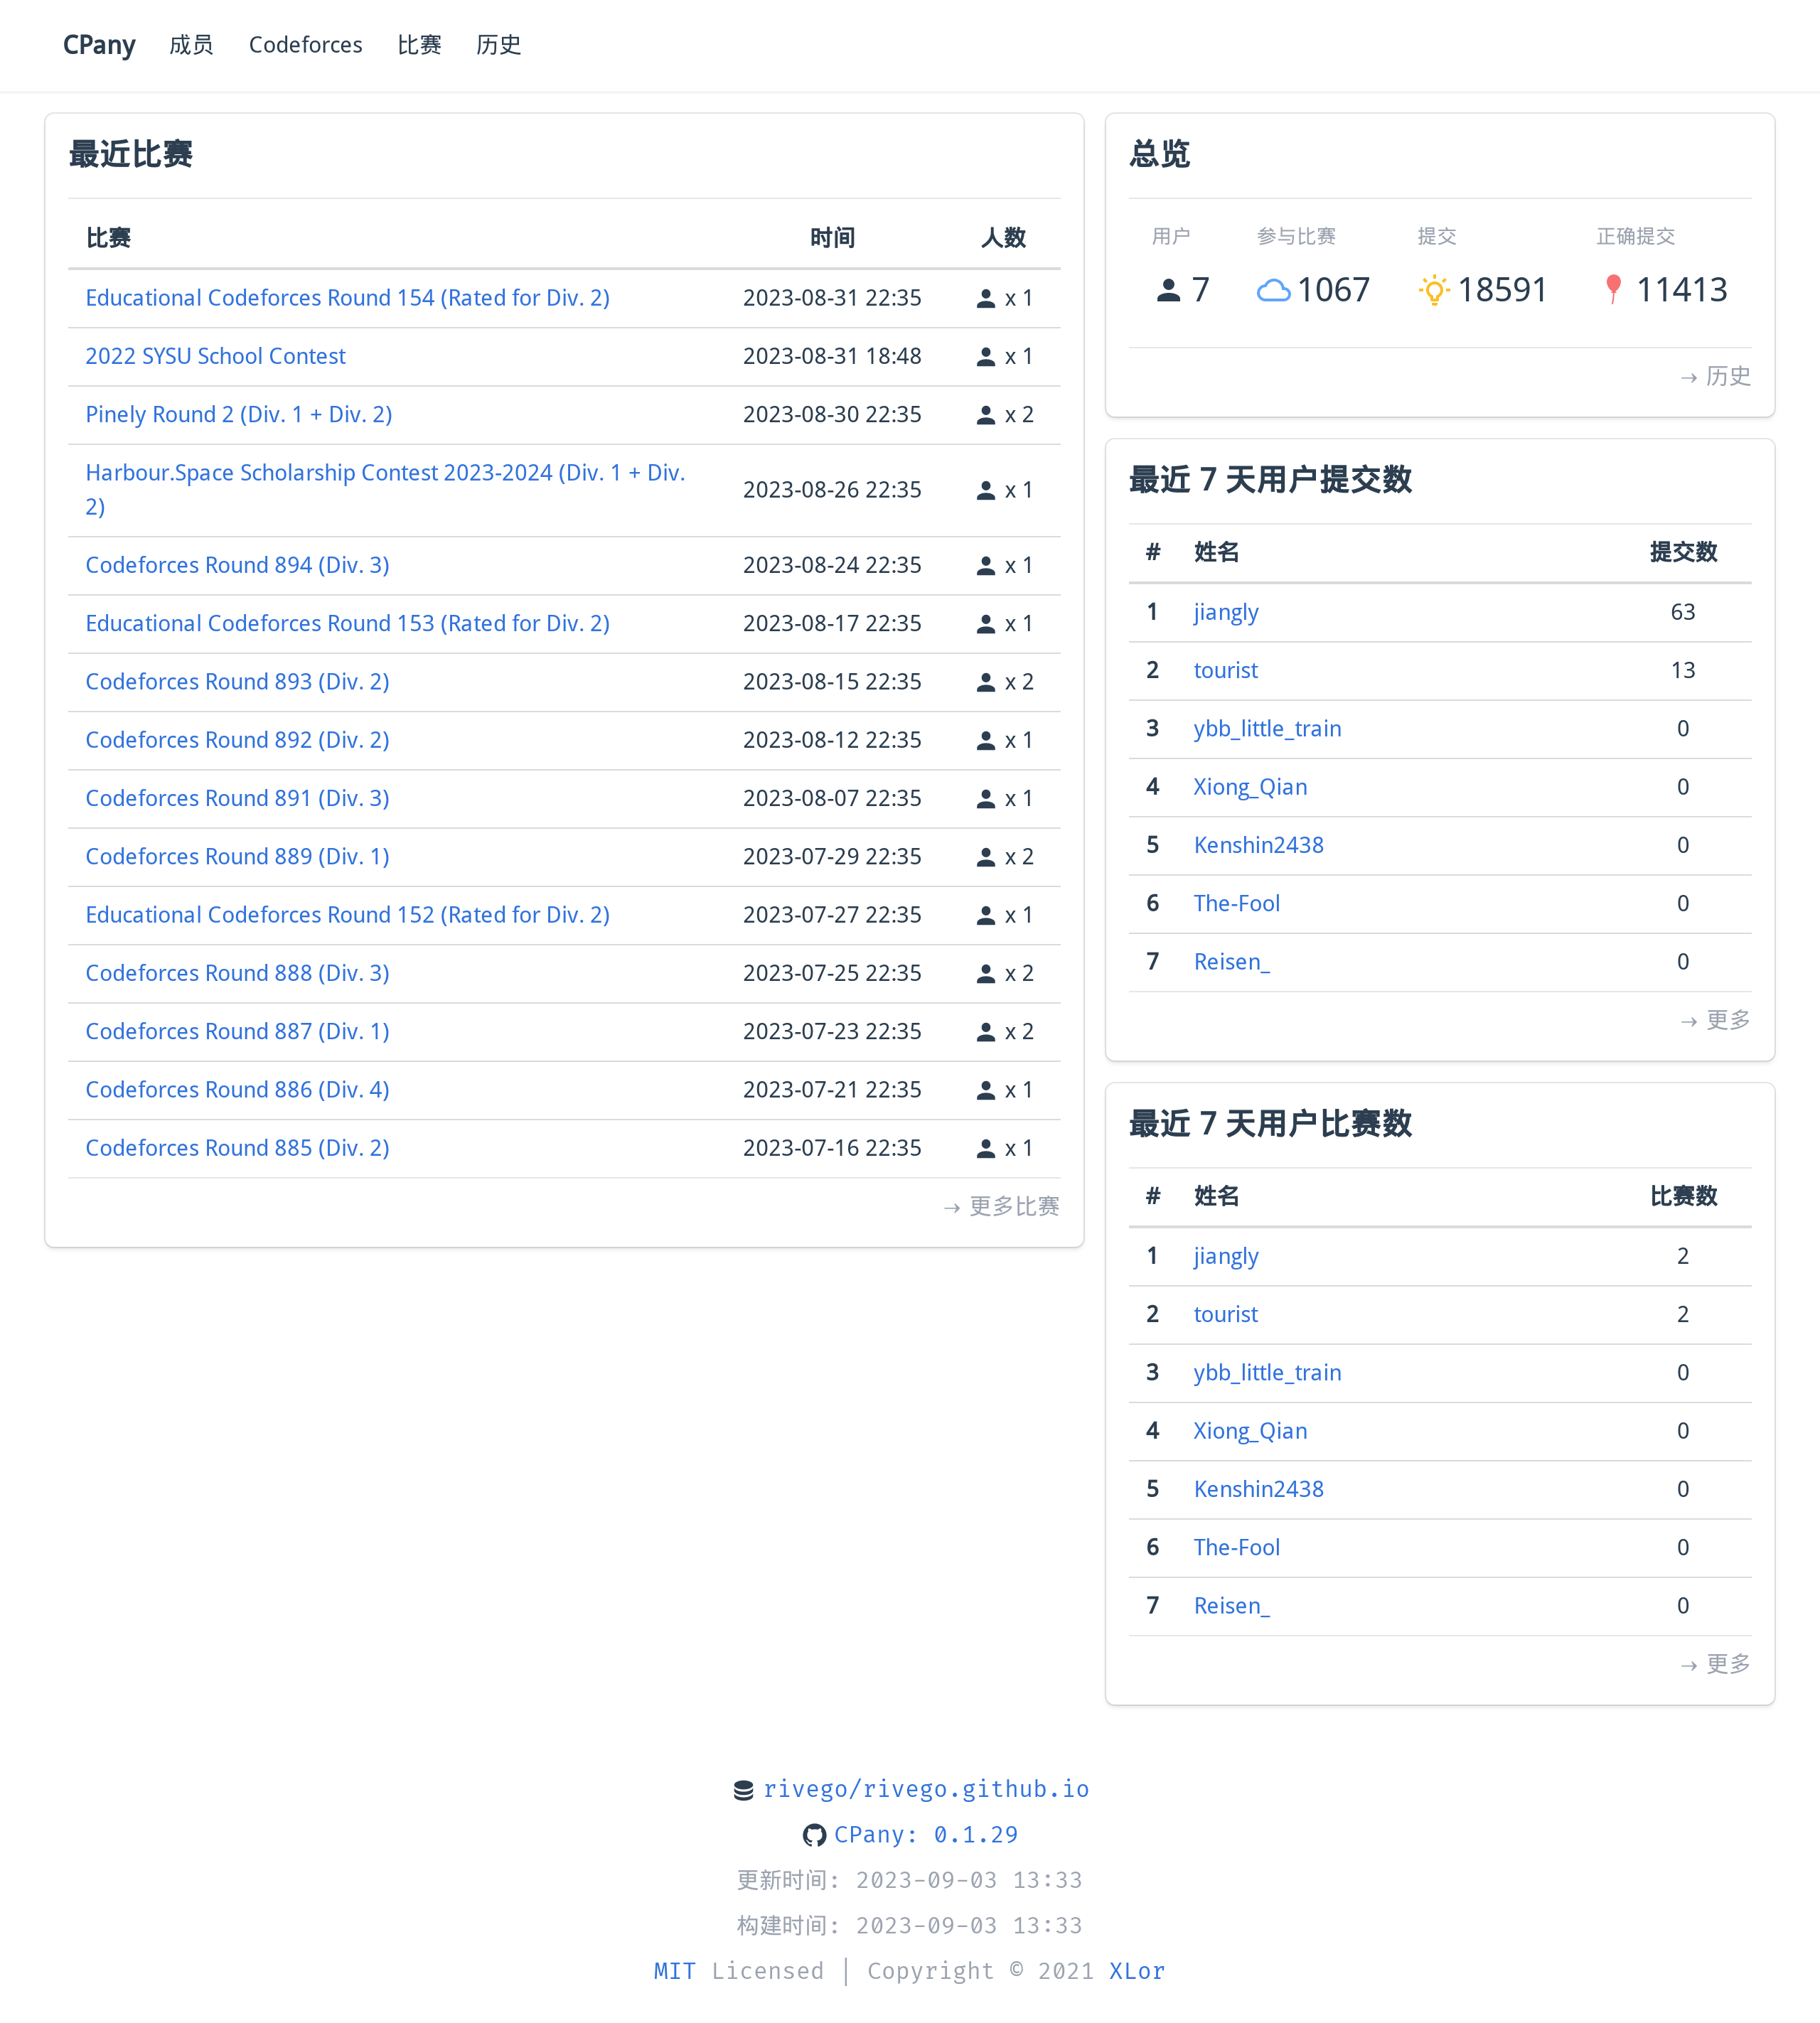 CPany 成员 Codeforces 比赛 历史
最近比赛
比赛 时间 人数
Educational Codeforces Round 154 (Rated for Div. 2) 2023-08-31 22:35 x 1
2022 SYSU School Contest 2023-08-31 18:48 x 1
Pinely Round 2 (Div. 1 + Div. 2) 2023-08-30 22:35 x 2
Harbour.Space Scholarship Contest 2023-2024 (Div. 1 + Div.
2) 2023-08-26 22:35 x 1
Codeforces Round 894 (Div. 3) 2023-08-24 22:35 x 1
Educational Codeforces Round 153 (Rated for Div. 2) 2023-08-17 22:35 x 1
Codeforces Round 893 (Div. 2) 2023-08-15 22:35 x 2
Codeforces Round 892 (Div. 2) 2023-08-12 22:35 x 1
Codeforces Round 891 (Div. 3) 2023-08-07 22:35 x 1
Codeforces Round 889 (Div. 1) 2023-07-29 22:35 x 2
Educational Codeforces Round 152 (Rated for Div. 2) 2023-07-27 22:35 x 1
Codeforces Round 888 (Div. 3) 2023-07-25 22:35 x 2
Codeforces Round 887 (Div. 1) 2023-07-23 22:35 x 2
Codeforces Round 886 (Div. 4) 2023-07-21 22:35 x 1
Codeforces Round 885 (Div. 2) 2023-07-16 22:35 x 1
→ 更多比赛
总览
用户 参与比赛 提交 正确提交
7 1067 18591 11413
→ 历史
最近 7 天用户提交数
# 姓名 提交数
1 jiangly 63
2 tourist 13
3 ybb_little_train 0
4 Xiong_Qian 0
5 Kenshin2438 0
6 The-Fool 0
7 Reisen_ 0
→ 更多
最近 7 天用户比赛数
# 姓名 比赛数
1 jiangly 2
2 tourist 2
3 ybb_little_train 0
4 Xiong_Qian 0
5 Kenshin2438 0
6 The-Fool 0
7 Reisen_ 0
→ 更多
rivego/rivego.github.io
CPany: 0.1.29
更新时间: 2023-09-03 13:33
构建时间: 2023-09-03 13:33
MIT Licensed | Copyright © 2021 XLor